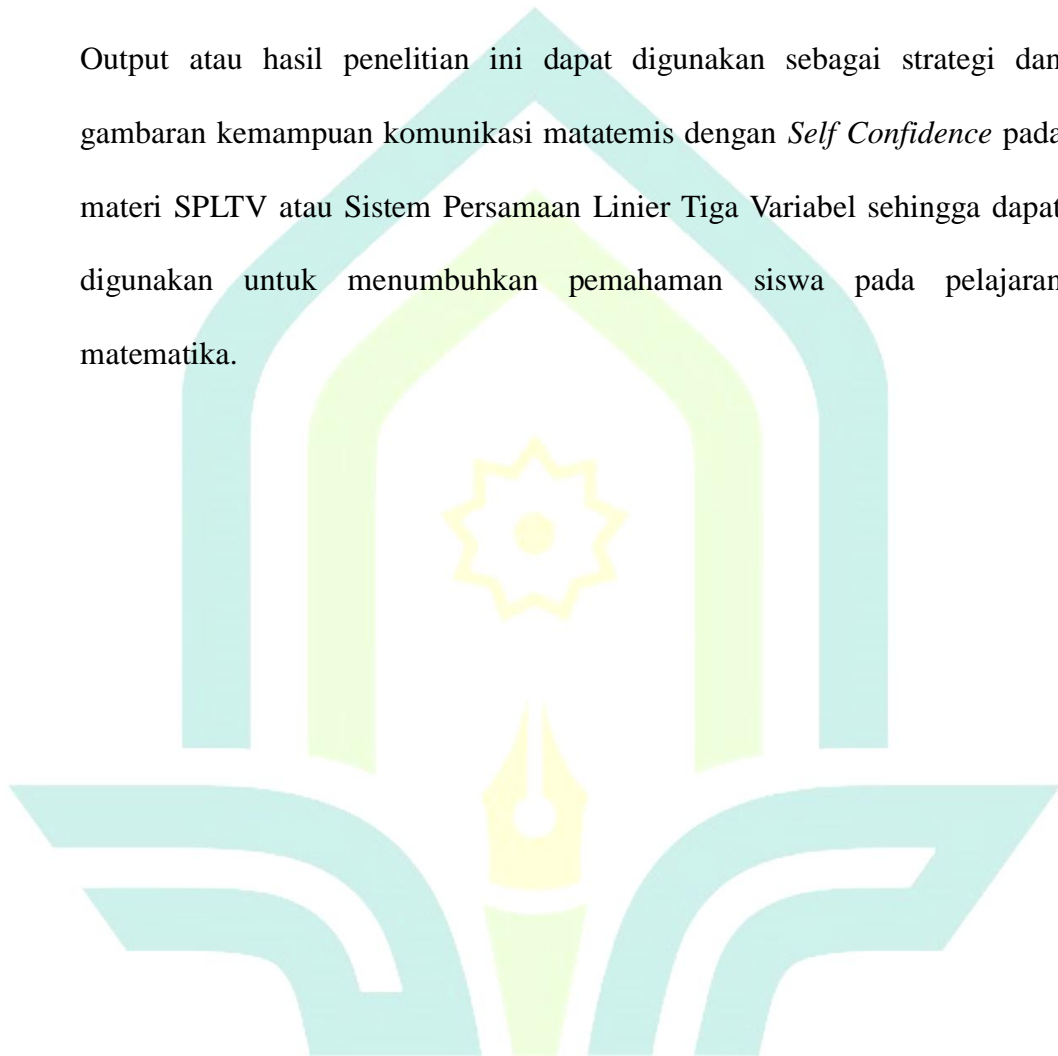 Output atau hasil penelitian ini dapat digunakan sebagai strategi dan
gambaran kemampuan komunikasi matatemis dengan Self Confidence pada
materi SPLTV atau Sistem Persamaan Linier Tiga Variabel sehingga dapat
digunakan untuk menumbuhkan pemahaman siswa pada pelajaran
matematika.